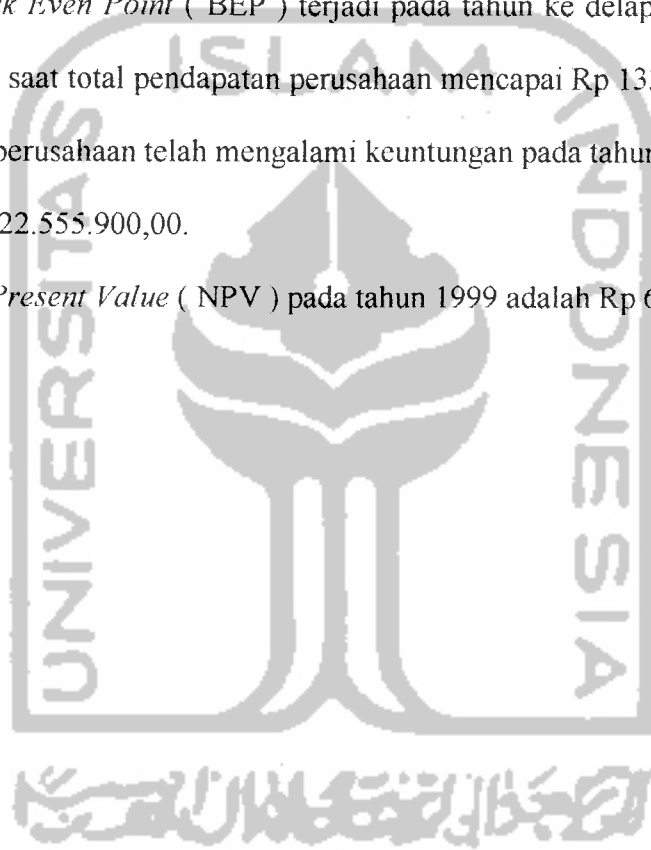 k Even Point ( BEP ) terjadi pada tahun ke delap
saat total pendapatan perusahaan mencapai Rp 13
perusahaan telah mengalami keuntungan pada tahun
22.555.900,00.
Present Value ( NPV ) pada tahun 1999 adalah Rp 6
ISLAM
UNIVERSITAS
INDONESIA